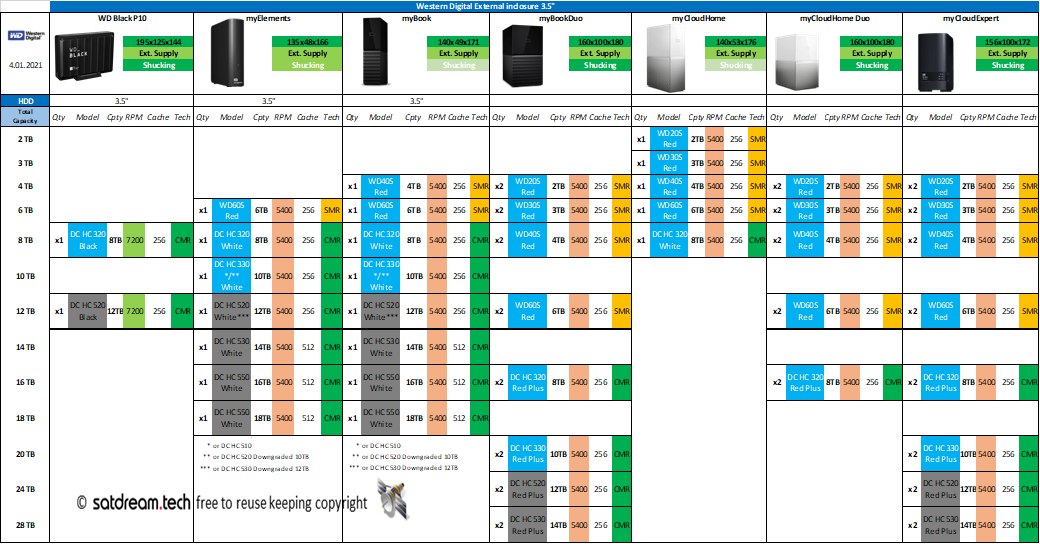 Western Digital External inclosure 3.5"
WD Black P10 myElements myBook myBookDuo my CloudHome myCloudHome Duo my CloudExpert
WD Western Digital
4.01.2021
WD_BLACK
195x125x144 135x48x166 140x49x171 160x100x180 140x53x176 160x100x180 156x100x172
Ext. Supply Ext. Supply Ext. Supply Ext. Supply Ext. Supply Ext. Supply Ext. Supply
Shucking Shucking Shucking Shucking Shucking Shucking Shucking
HDD 3.5" 3.5" 3.5"
Total Capacity Qty Model Cpty RPM Cache Tech Qty Model Cpty RPM Cache Tech Qty Model Cpty RPM Cache Tech Qty Model Cpty RPM Cache Tech Qty Model Cpty RPM Cache Tech Qty Model Cpty RPM Cache Tech Qty Model Cpty RPM Cache Tech
2 TB x1 WD20S Red 2TB 5400 256 SMR
3 TB x1 WD30S Red 3TB 5400 256 SMR
4 TB x1 WD40S Red 4TB 5400 256 SMR x2 WD20S Red 2TB 5400 256 SMR x1 WD40S Red 4TB 5400 256 SMR x2 WD20S Red 2TB 5400 256 SMR x2 WD20S Red 2TB 5400 256 SMR
6 TB x1 WD60S Red 6TB 5400 256 SMR x1 WD60S Red 6TB 5400 256 SMR x2 WD30S Red 3TB 5400 256 SMR x1 WD60S Red 6TB 5400 256 SMR x2 WD30S Red 3TB 5400 256 SMR x2 WD30S Red 3TB 5400 256 SMR
8 TB x1 DC HC 320 Black 8TB 7200 256 CMR x1 DC HC 320 White 8TB 5400 256 CMR x1 DC HC 320 White 8TB 5400 256 CMR x2 WD40S Red 4TB 5400 256 SMR x1 DC HC 320 White 8TB 5400 256 CMR x2 WD40S Red 4TB 5400 256 SMR x2 WD40S Red 4TB 5400 256 SMR
10 TB x1 DC HC 330 */** White 10TB 5400 256 CMR x1 DC HC 330 */** White 10TB 5400 256 CMR
12 TB x1 DC HC 520 Black 12TB 7200 256 CMR x1 DC HC 520 White *** 12TB 5400 256 CMR x1 DC HC 520 White *** 12TB 5400 256 CMR x2 WD60S Red 6TB 5400 256 SMR x2 WD60S Red 6TB 5400 256 SMR x2 WD60S Red 6TB 5400 256 SMR
14 TB x1 DC HC 530 White 14TB 5400 512 CMR x1 DC HC 530 White 14TB 5400 512 CMR
16 TB x1 DC HC 550 White 16TB 5400 512 CMR x1 DC HC 550 White 16TB 5400 512 CMR x2 DC HC 320 Red Plus 8TB 5400 256 CMR x2 DC HC 320 Red Plus 8TB 5400 256 CMR x2 DC HC 320 Red Plus 8TB 5400 256 CMR
18 TB x1 DC HC 550 White 18TB 5400 512 CMR x1 DC HC 550 White 18TB 5400 512 CMR
* or DC HC 510 * or DC HC 510
** or DC HC 520 Downgraded 10TB ** or DC HC 520 Downgraded 10TB
*** or DC HC 530 Downgraded 12TB *** or DC HC 530 Downgraded 12TB
20 TB x2 DC HC 330 Red Plus 10TB 5400 256 CMR x2 DC HC 330 Red Plus 10TB 5400 256 CMR
24 TB x2 DC HC 520 Red Plus 12TB 5400 256 CMR x2 DC HC 520 Red Plus 12TB 5400 256 CMR
© satdream.tech free to reuse keeping copyright
28 TB x2 DC HC 530 Red Plus 14TB 5400 256 CMR x2 DC HC 530 Red Plus 14TB 5400 256 CMR